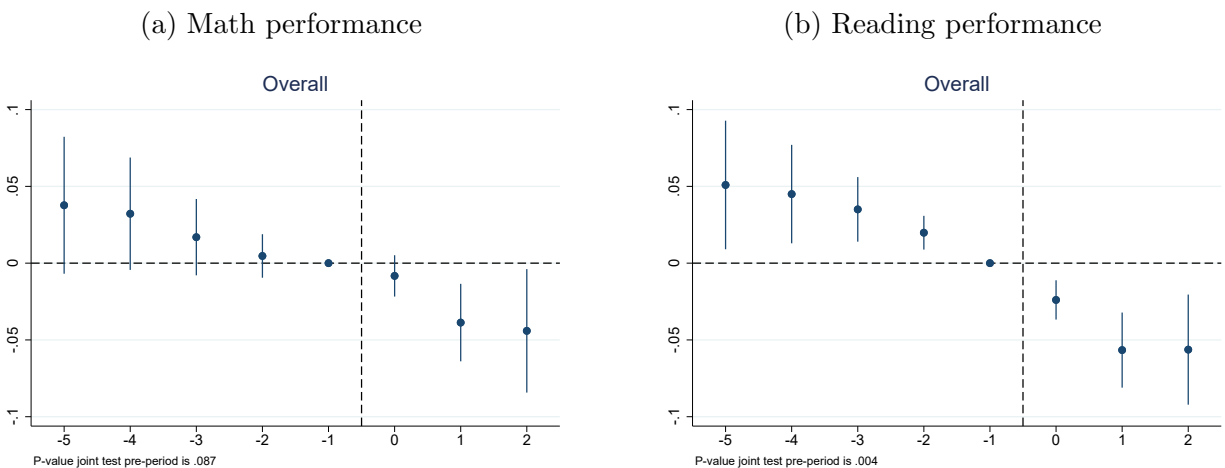 (a) Math performance
Overall
.1
.05
0
-.05
-.1
-5 -4 -3 -2 -1 0 1 2
P-value joint test pre-period is .087
(b) Reading performance
Overall
.1
.05
0
-.05
-.1
-5 -4 -3 -2 -1 0 1 2
P-value joint test pre-period is .004